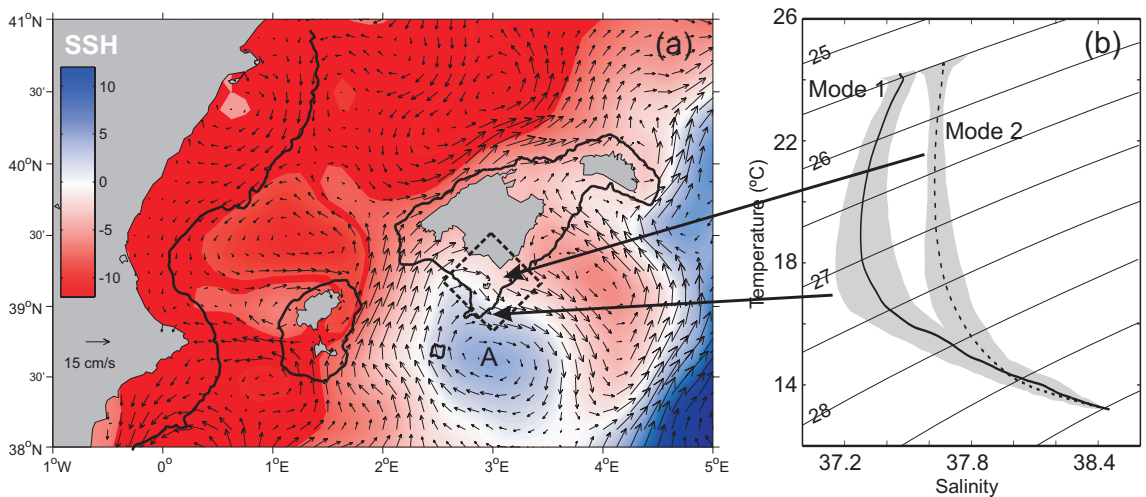 SSH
(a)
10
5
0
-5
-10
15 cm/s
A
41°N
30'
40°N
30'
39°N
30'
38°N
1°W
0°
1°E
2°E
3°E
4°E
5°E
(b)
25
Mode 1
Mode 2
26
27
28
26
22
18
14
Temperature (ºC)
37.2
37.8
38.4
Salinity